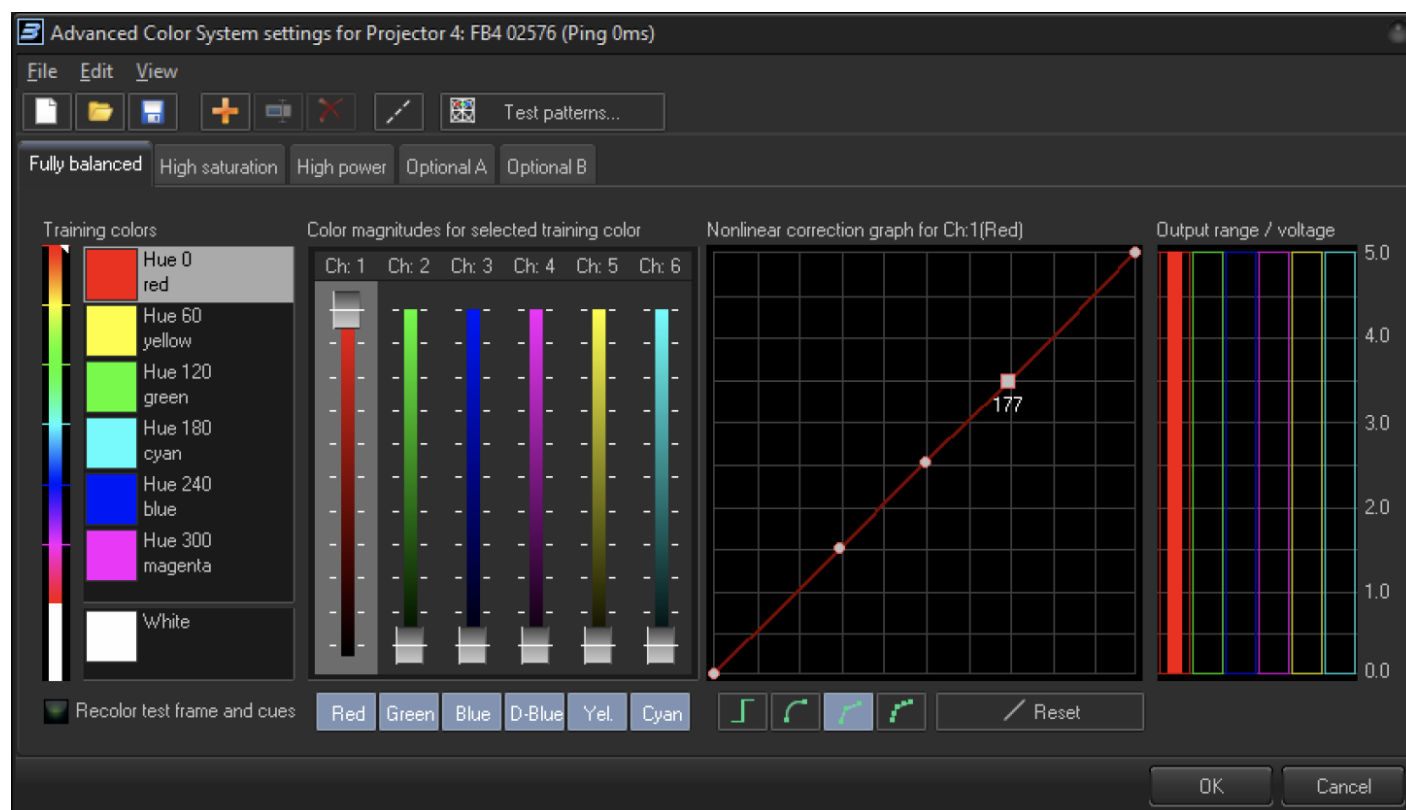 Advanced Color System settings for Projector 4: FB4 02576 (Ping 0ms)
File Edit View
Test patterns...
Fully balanced High saturation High power Optional A Optional B
Training colors
Hue 0
red
Hue 60
yellow
Hue 120
green
Hue 180
cyan
Hue 240
blue
Hue 300
magenta
White
Recolor test frame and cues
Color magnitudes for selected training color
Ch: 1 Ch: 2 Ch: 3 Ch: 4 Ch: 5 Ch: 6
Red Green Blue D-Blue Yel. Cyan
Nonlinear correction graph for Ch:1(Red)
177
Reset
Output range / voltage
5.0
4.0
3.0
2.0
1.0
0.0
OK Cancel